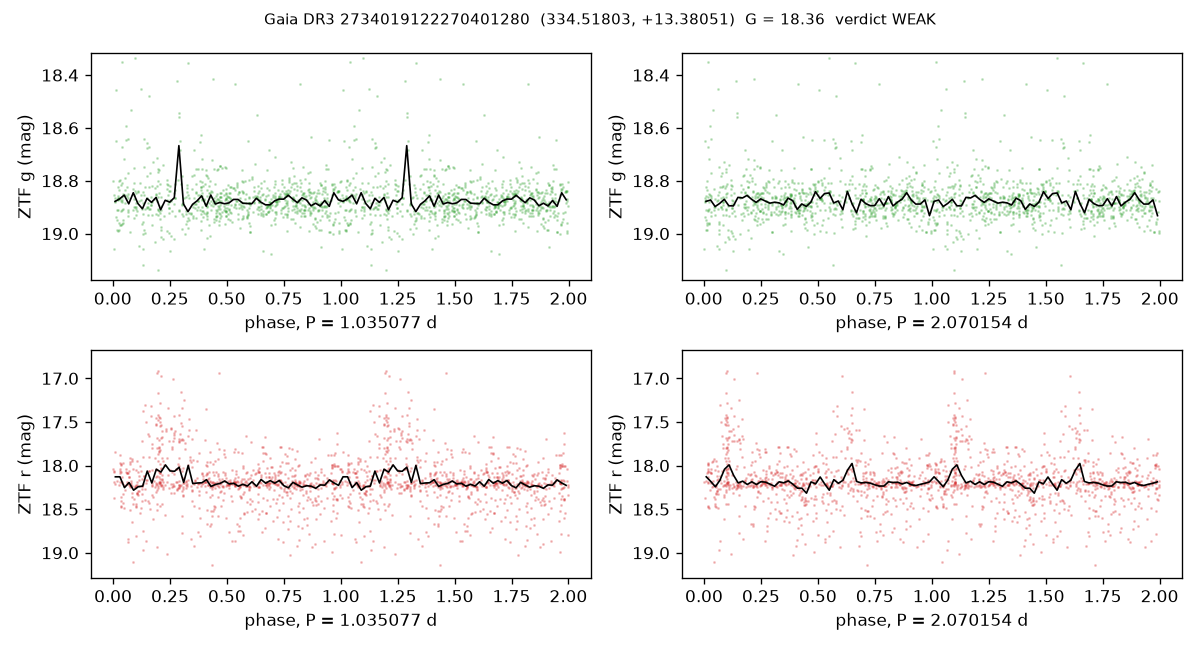 Gaia DR3 2734019122270401280 (334.51803, +13.38051) G = 18.36 verdict WEAK
ZTF g (mag)
18.4
18.6
18.8
19.0
0.00 0.25 0.50 0.75 1.00 1.25 1.50 1.75 2.00
phase, P = 1.035077 d
ZTF g (mag)
18.4
18.6
18.8
19.0
0.00 0.25 0.50 0.75 1.00 1.25 1.50 1.75 2.00
phase, P = 2.070154 d
ZTF r (mag)
17.0
17.5
18.0
18.5
19.0
0.00 0.25 0.50 0.75 1.00 1.25 1.50 1.75 2.00
phase, P = 1.035077 d
ZTF r (mag)
17.0
17.5
18.0
18.5
19.0
0.00 0.25 0.50 0.75 1.00 1.25 1.50 1.75 2.00
phase, P = 2.070154 d